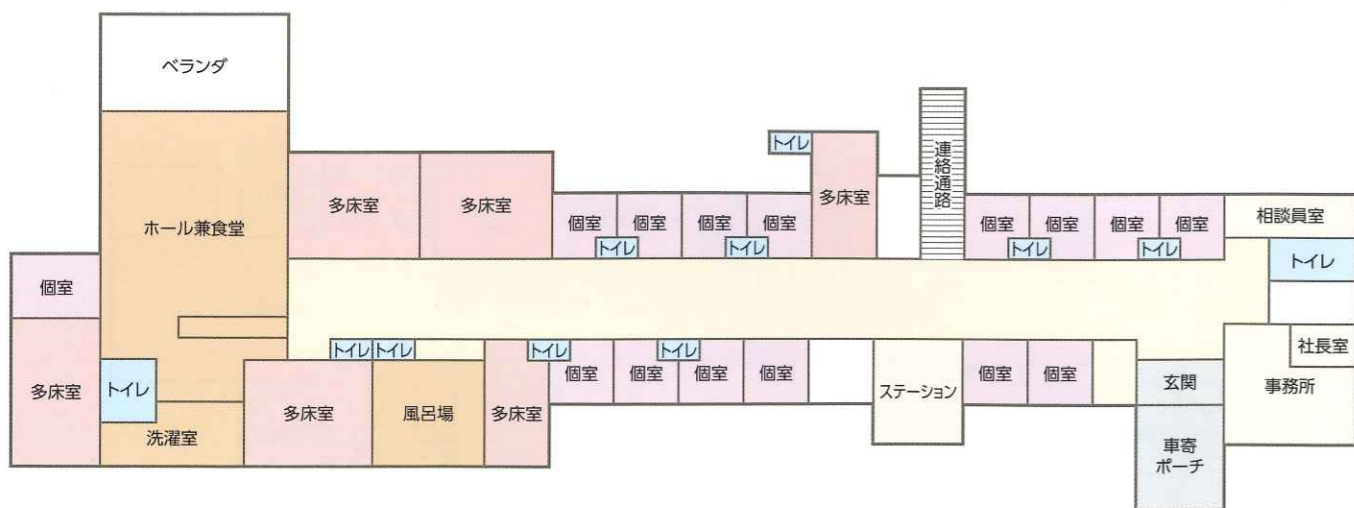 ベランダ
ホール兼食堂
多床室
多床室
個室
個室
個室
個室
トイレ
トイレ
トイレ
多床室
連絡通路
個室
個室
個室
個室
トイレ
トイレ
相談員室
トイレ
個室
多床室
トイレ
洗濯室
多床室
トイレ
トイレ
風呂場
多床室
トイレ
個室
個室
トイレ
個室
個室
ステーション
個室
個室
玄関
車寄
ポーチ
社長室
事務所